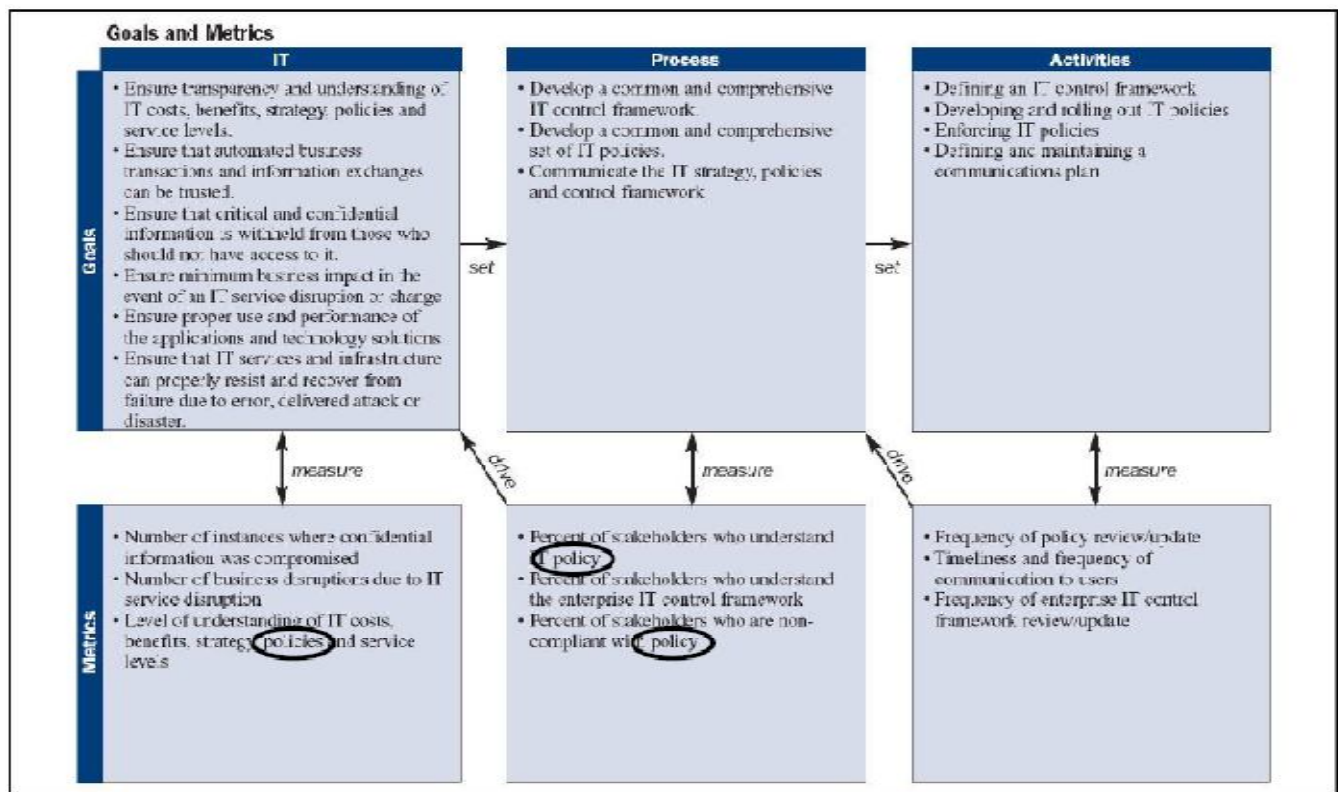 Goals and Metrics
IT
Process
Activities
Goals
• Ensure transparency and understanding of
IT costs, benefits, strategy, policies and
service levels.
• Ensure that automated business
transactions and information exchanges
can be trusted.
• Ensure that critical and confidential
information is withheld from those who
should not have access to it.
• Ensure minimum business impact in the
event of an IT service disruption or change
• Ensure proper use and performance of
the applications and technology solutions
• Ensure that IT services and infrastructure
can properly resist and recover from
failure due to error, delivered attack or
disaster.
set
• Develop a common and comprehensive
IT control framework.
• Develop a common and comprehensive
set of IT policies.
• Communicate the IT strategy, policies
and control framework
set
• Defining an IT control framework
• Developing and rolling out IT policies
• Enforcing IT policies
• Defining and maintaining a
communications plan
measure
drive
measure
drive
measure
Metrics
• Number of instances where confidential
information was compromised
• Number of business disruptions due to IT
service disruption
• Level of understanding of IT costs,
benefits, strategy, policies and service
levels
• Percent of stakeholders who understand
IT policy
• Percent of stakeholders who understand
the enterprise IT control framework
• Percent of stakeholders who are non-
compliant with policy
• Frequency of policy review/update
• Timeliness and frequency of
communication to users
• Frequency of enterprise IT control
framework review/update